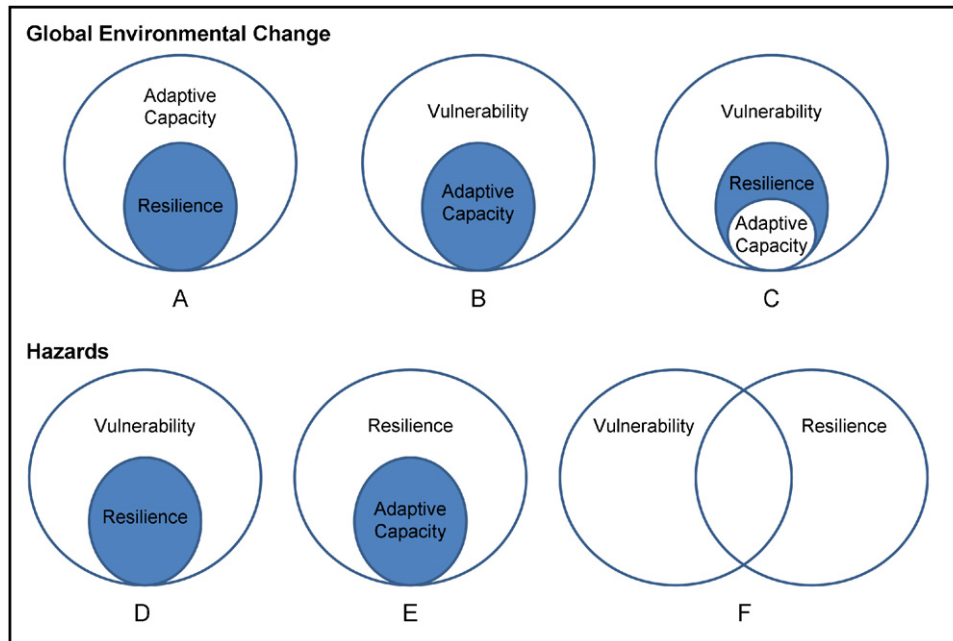 Global Environmental Change
Adaptive
Capacity
Resilience
A
Vulnerability
Adaptive
Capacity
B
Vulnerability
Resilience
Adaptive
Capacity
C
Hazards
Vulnerability
Resilience
D
Resilience
Adaptive
Capacity
E
Vulnerability
Resilience
F